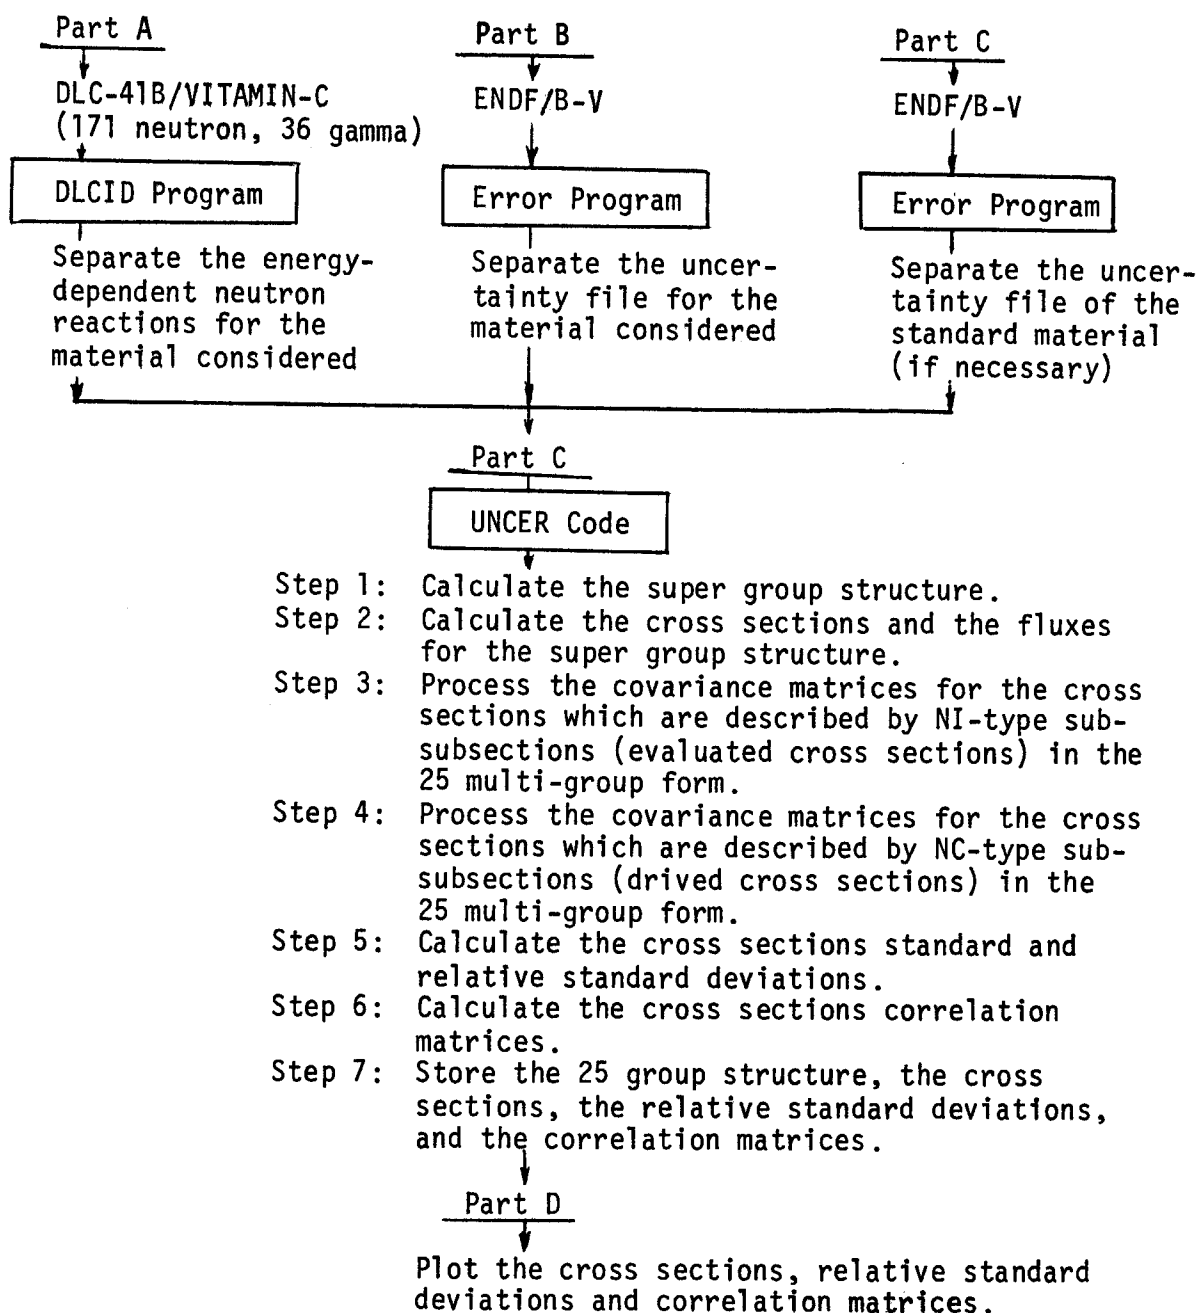 Part A
DLC-41B/VITAMIN-C
(171 neutron, 36 gamma)
DLCID Program
Separate the energy-
dependent neutron
reactions for the
material considered
Part B
ENDF/B-V
Error Program
Separate the uncer-
tainty file for the
material considered
Part C
ENDF/B-V
Error Program
Separate the uncer-
tainty file of the
standard material
(if necessary)
Part C
UNCER Code
Step 1: Calculate the super group structure.
Step 2: Calculate the cross sections and the fluxes
for the super group structure.
Step 3: Process the covariance matrices for the cross
sections which are described by NI-type sub-
subsections (evaluated cross sections) in the
25 multi-group form.
Step 4: Process the covariance matrices for the cross
sections which are described by NC-type sub-
subsections (drived cross sections) in the
25 multi-group form.
Step 5: Calculate the cross sections standard and
relative standard deviations.
Step 6: Calculate the cross sections correlation
matrices.
Step 7: Store the 25 group structure, the cross
sections, the relative standard deviations,
and the correlation matrices.
Part D
Plot the cross sections, relative standard
deviations and correlation matrices.